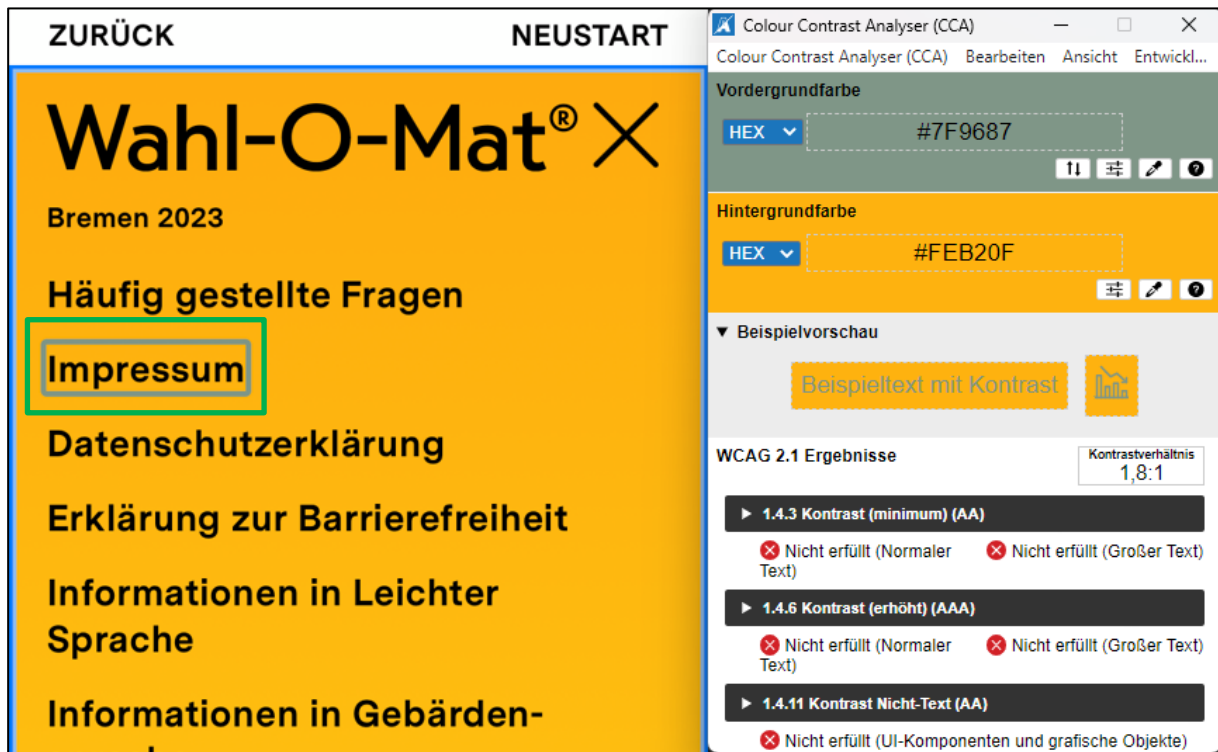 ZURÜCK
NEUSTART
Wahl-O-Mat®
Bremen 2023
Häufig gestellte Fragen
Impressum
Datenschutzerklärung
Erklärung zur Barrierefreiheit
Informationen in Leichter
Sprache
Informationen in Gebärden-
Colour Contrast Analyser (CCA)
Colour Contrast Analyser (CCA) Bearbeiten Ansicht Entwickl...
Vordergrundfarbe
HEX #7F9687
Hintergrundfarbe
HEX #FEB20F
▼ Beispielvorschau
Beispieltext mit Kontrast
WCAG 2.1 Ergebnisse
Kontrastverhältnis
1,8:1
1.4.3 Kontrast (minimum) (AA)
Nicht erfüllt (Normaler
Text)
Nicht erfüllt (Großer Text)
1.4.6 Kontrast (erhöht) (AAA)
Nicht erfüllt (Normaler
Text)
Nicht erfüllt (Großer Text)
1.4.11 Kontrast Nicht-Text (AA)
Nicht erfüllt (UI-Komponenten und grafische Objekte)